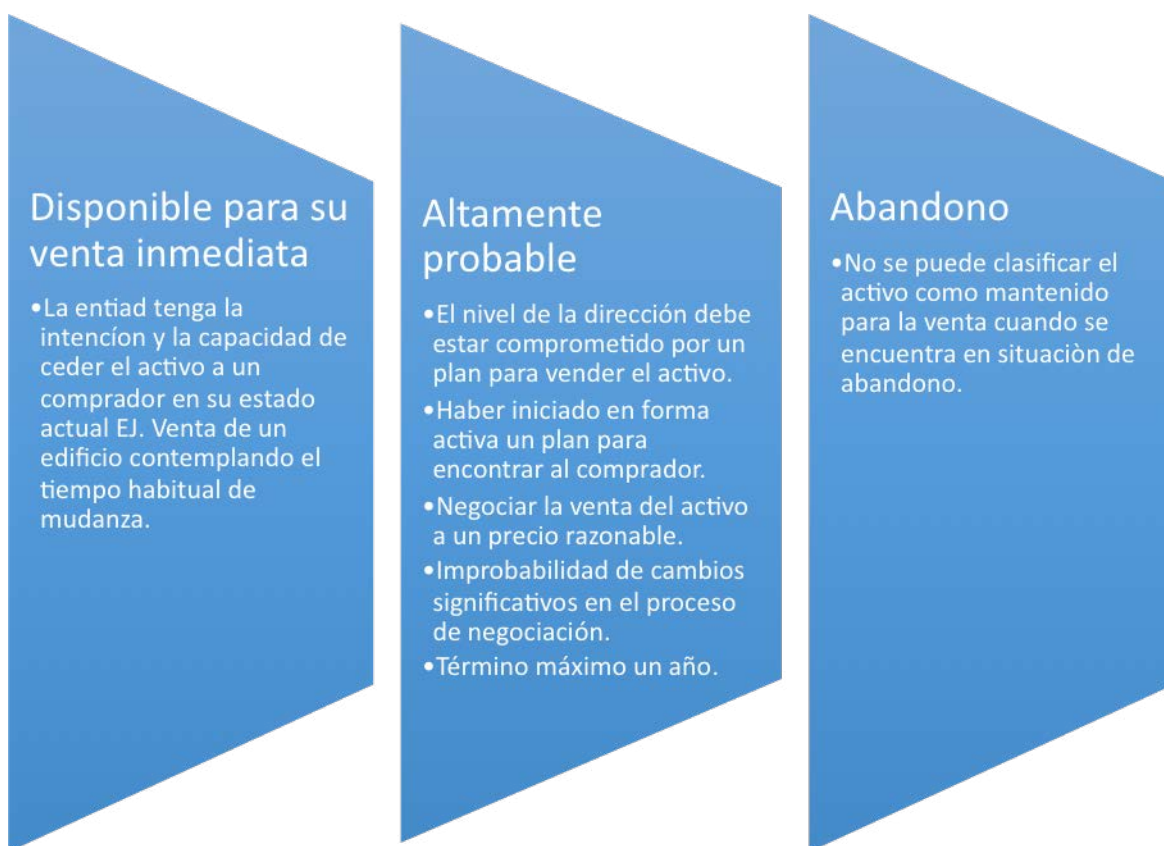 Disponible para su
venta inmediata
•La entiad tenga la
intencíon y la capacidad de
ceder el activo a un
comprador en su estado
actual EJ. Venta de un
edificio contemplando el
tiempo habitual de
mudanza.
Altamente
probable
•El nivel de la dirección debe
estar comprometido por un
plan para vender el activo.
•Haber iniciado en forma
activa un plan para
encontrar al comprador.
•Negociar la venta del activo
a un precio razonable.
•Improbabilidad de cambios
significativos en el proceso
de negociación.
•Término máximo un año.
Abandono
•No se puede clasificar el
activo como mantenido
para la venta cuando se
encuentra en situaciòn de
abandono.